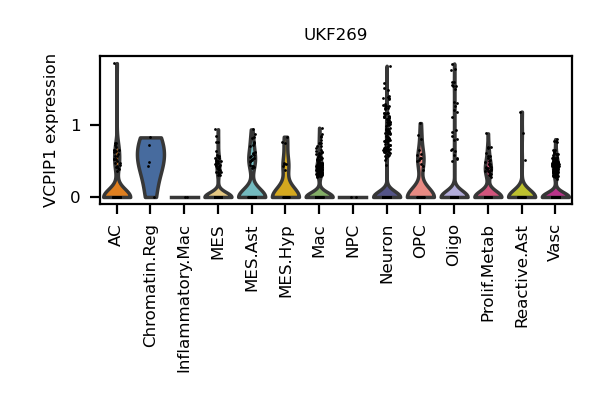 UKF269
VCPIP1 expression
1
0
AC
Chromatin.Reg
Inflammatory.Mac
MES
MES.Ast
MES.Hyp
Mac
NPC
Neuron
OPC
Oligo
Prolif.Metab
Reactive.Ast
Vasc